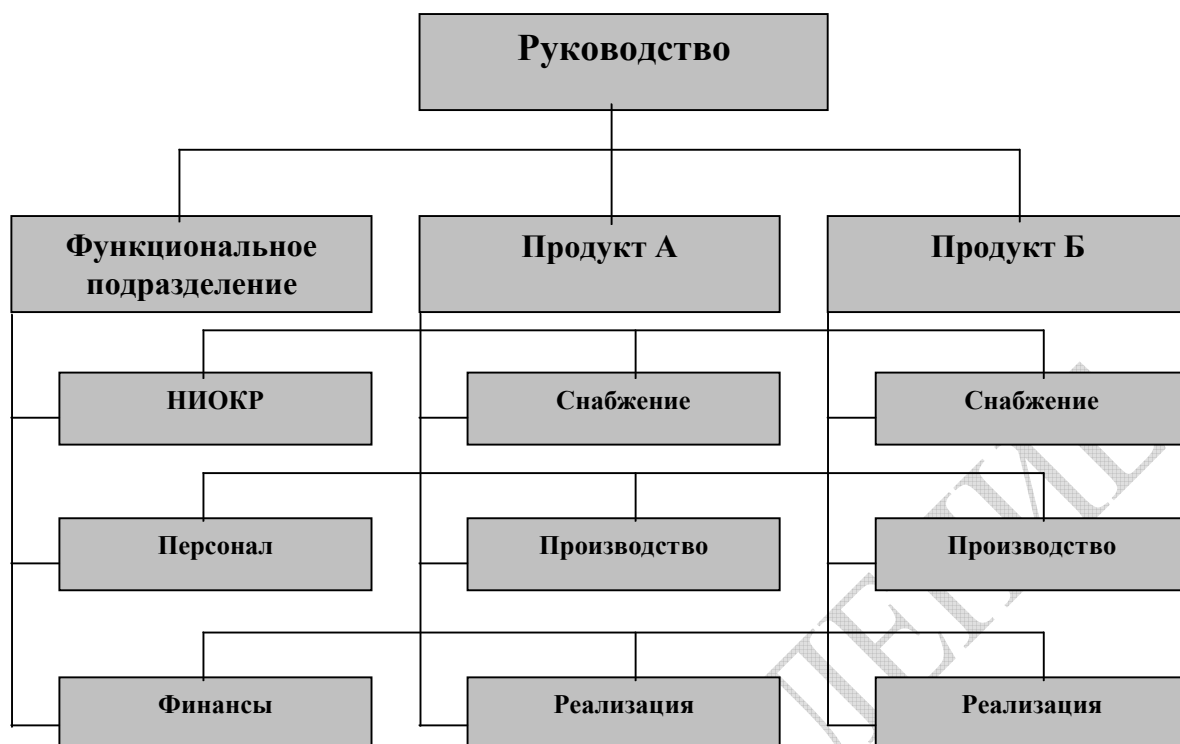 Руководство
Функциональное
подразделение
Продукт А
Продукт Б
НИОКР
Снабжение
Снабжение
Персонал
Производство
Производство
Финансы
Реализация
Реализация